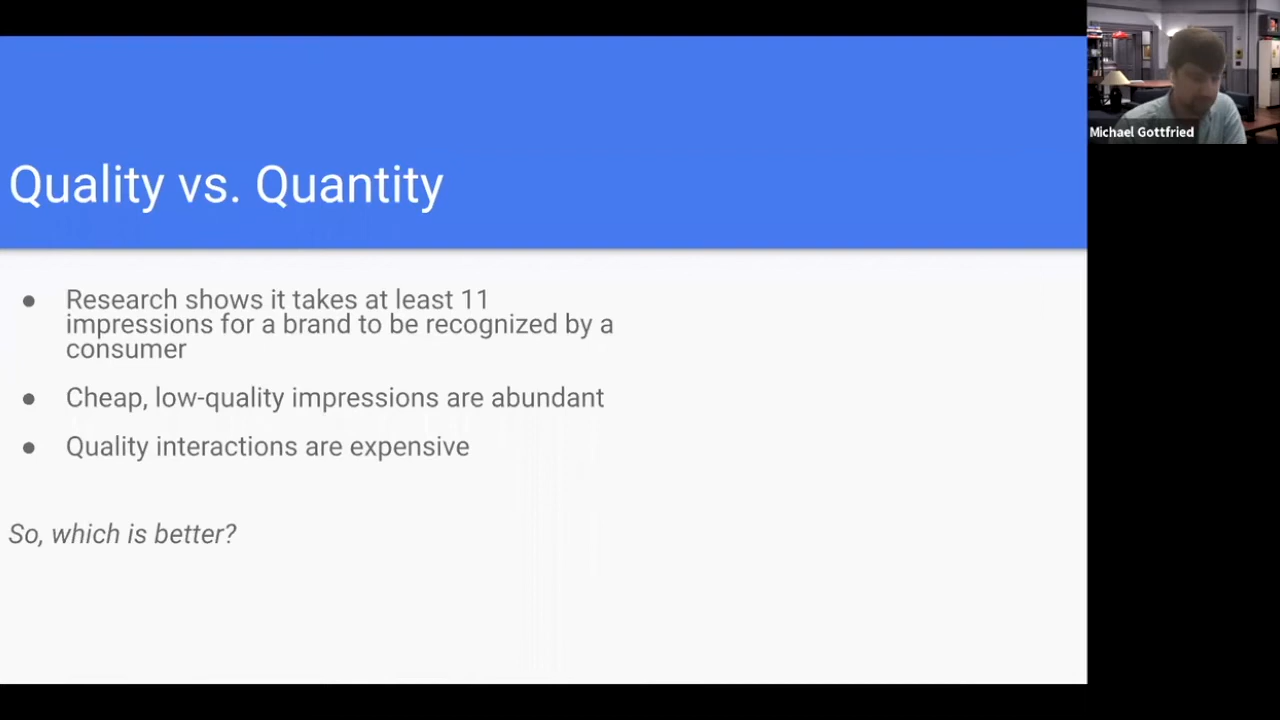 Quality vs. Quantity
● Research shows it takes at least 11
impressions for a brand to be recognized by a
consumer
● Cheap, low-quality impressions are abundant
● Quality interactions are expensive
So, which is better?
Michael Gottfried